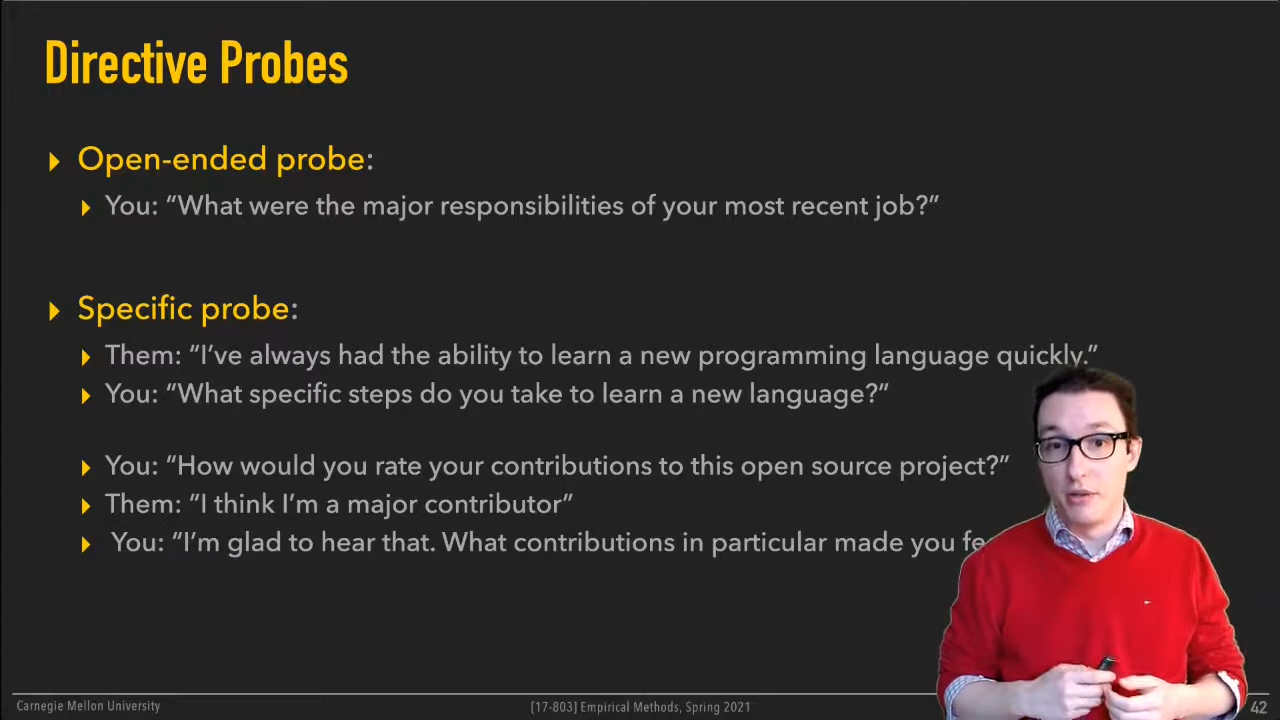 Directive Probes
Open-ended probe:
You: “What were the major responsibilities of your most recent job?”
Specific probe:
Them: “I’ve always had the ability to learn a new programming language quickly.”
You: “What specific steps do you take to learn a new language?”
You: “How would you rate your contributions to this open source project?”
Them: “I think I’m a major contributor”
You: “I’m glad to hear that. What contributions in particular made you
Carnegie Mellon University
[17-803] Empirical Methods, Spring 2021
42